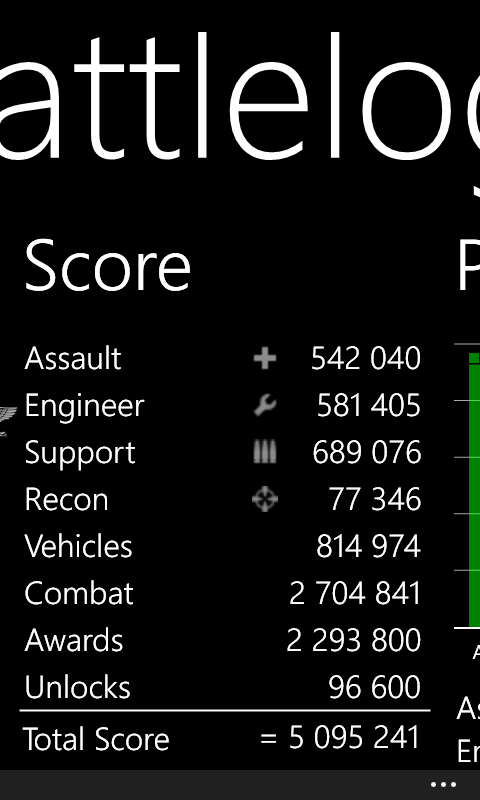 attlelog
Score
P
Assault 542 040
Engineer 581 405
Support 689 076
Recon 77 346
Vehicles 814 974
Combat 2 704 841
Awards 2 293 800
Unlocks 96 600
Total Score = 5 095 241
A
As
En